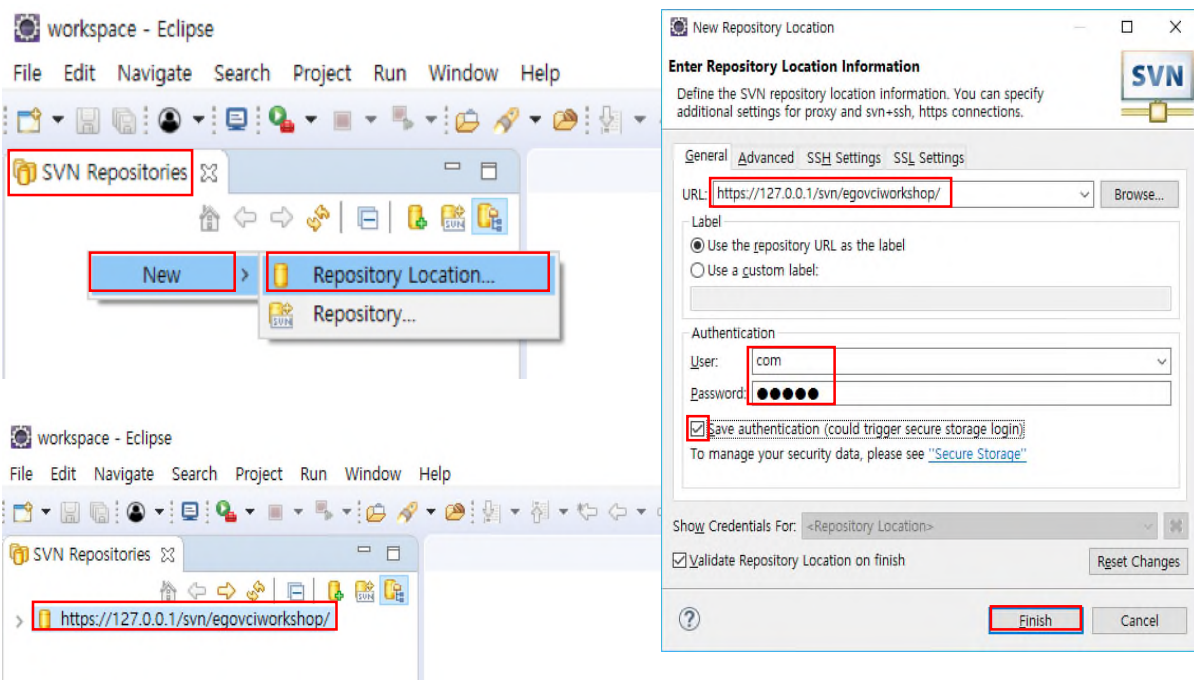 workspace - Eclipse
File Edit Navigate Search Project Run Window Help
SVN Repositories
SVN
New
Repository Location...
SVN
Repository...
workspace - Eclipse
File Edit Navigate Search Project Run Window Help
SVN Repositories
SVN
https://127.0.0.1/svn/egovciworkshop/
New Repository Location
Enter Repository Location Information
SVN
Define the SVN repository location information. You can specify
additional settings for proxy and svn+ssh, https connections.
General Advanced SSH Settings SSL Settings
URL: https://127.0.0.1/svn/egovciworkshop/ Browse...
Label
Use the repository URL as the label
Use a custom label:
Authentication
User: com
Password: ●●●●●
Save authentication (could trigger secure storage login)
To manage your security data, please see "Secure Storage"
Show Credentials For: <Repository Location>
Validate Repository Location on finish Reset Changes
? Finish Cancel